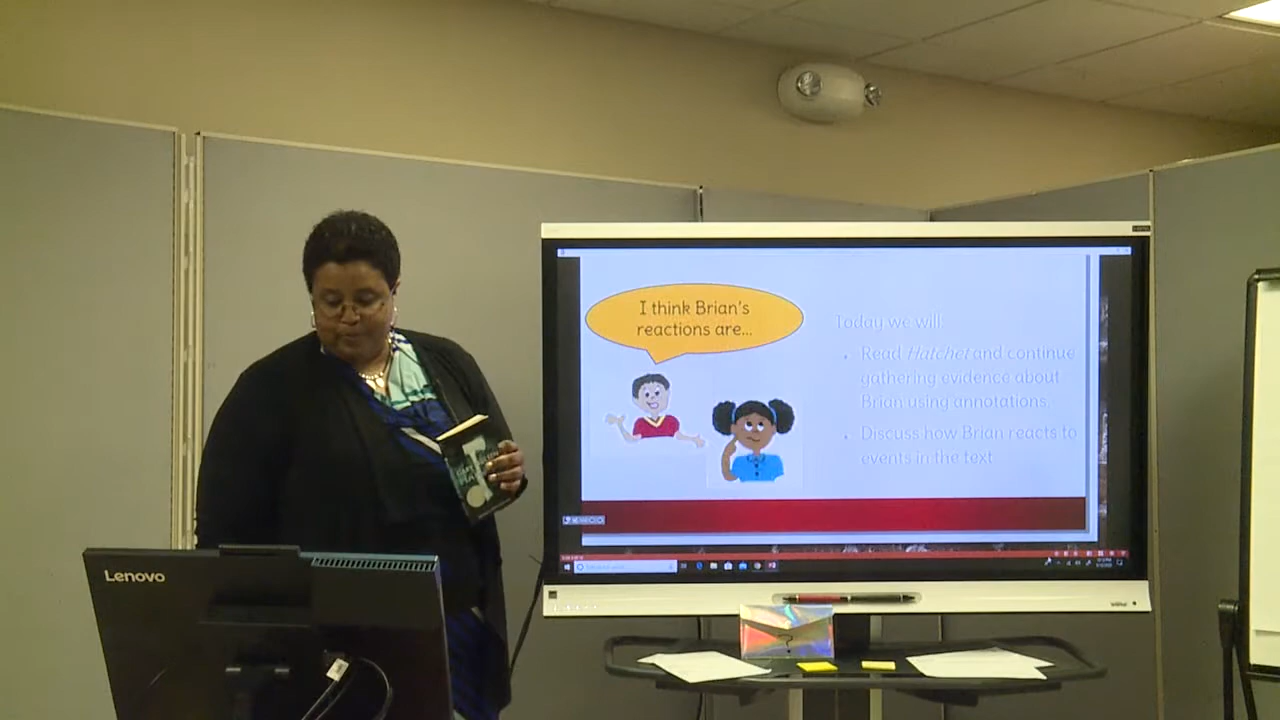 I think Brian's
reactions are...
Today we will:
• Read Hatchet and continue
gathering evidence about
Brian using annotations.
• Discuss how Brian reacts to
events in the text
Lenovo
?